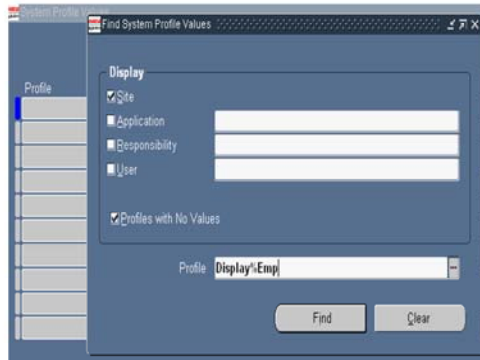 System Profile Values
Find System Profile Values
Display
Profile
Site
Application
Responsibility
User
Profiles with No Values
Profile Display%Emp
Find Clear